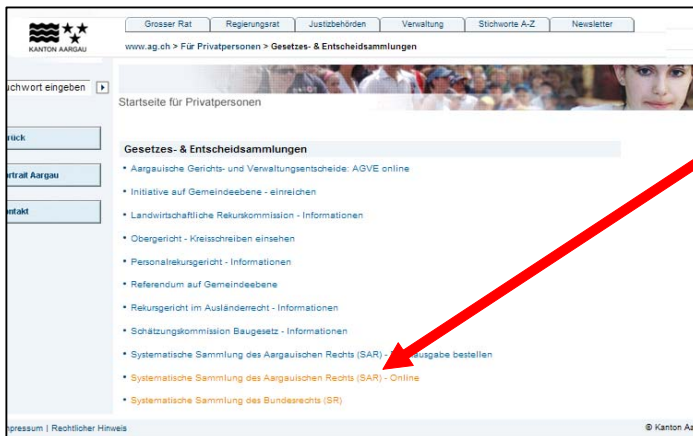 Grosser Rat Regierungsrat Justizbehörden Verwaltung Stichworte A-Z Newsletter
KANTON AARGAU
www.ag.ch > Für Privatpersonen > Gesetzes- & Entscheidsammlungen
uchwort eingeben
Startseite für Privatpersonen
rück
rtrait Aargau
ntakt
Gesetzes- & Entscheidsammlungen
• Aargauische Gerichts- und Verwaltungsentscheide: AGVE online
• Initiative auf Gemeindeebene - einreichen
• Landwirtschaftliche Rekurskommission - Informationen
• Obergericht - Kreisschreiben einsehen
• Personalrekursgericht - Informationen
• Referendum auf Gemeindeebene
• Rekursgericht im Ausländerrecht - Informationen
• Schätzungskommission Baugesetz - Informationen
• Systematische Sammlung des Aargauischen Rechts (SAR) - ausgabe bestellen
• Systematische Sammlung des Aargauischen Rechts (SAR) - Online
• Systematische Sammlung des Bundesrechts (SR)
pressum | Rechtlicher Hinweis
© Kanton Aa